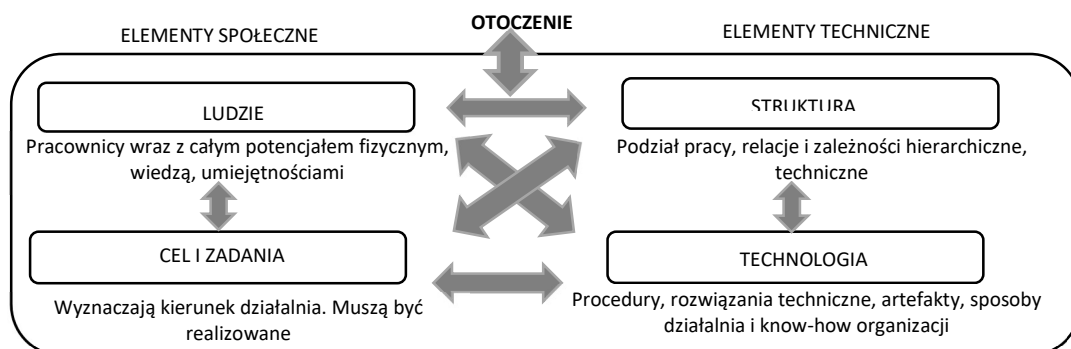 OTOCZENIE
ELEMENTY SPOŁECZNE
ELEMENTY TECHNICZNE
LUDZIE
Pracownicy wraz z całym potencjałem fizycznym,
wiedzą, umiejętnościami
STRUKTURA
Podział pracy, relacje i zależności hierarchiczne,
techniczne
CEL I ZADANIA
Wyznaczają kierunek działalnia. Muszą być
realizowane
TECHNOLOGIA
Procedury, rozwiązania techniczne, artefakty, sposoby
działalnia i know-how organizacji